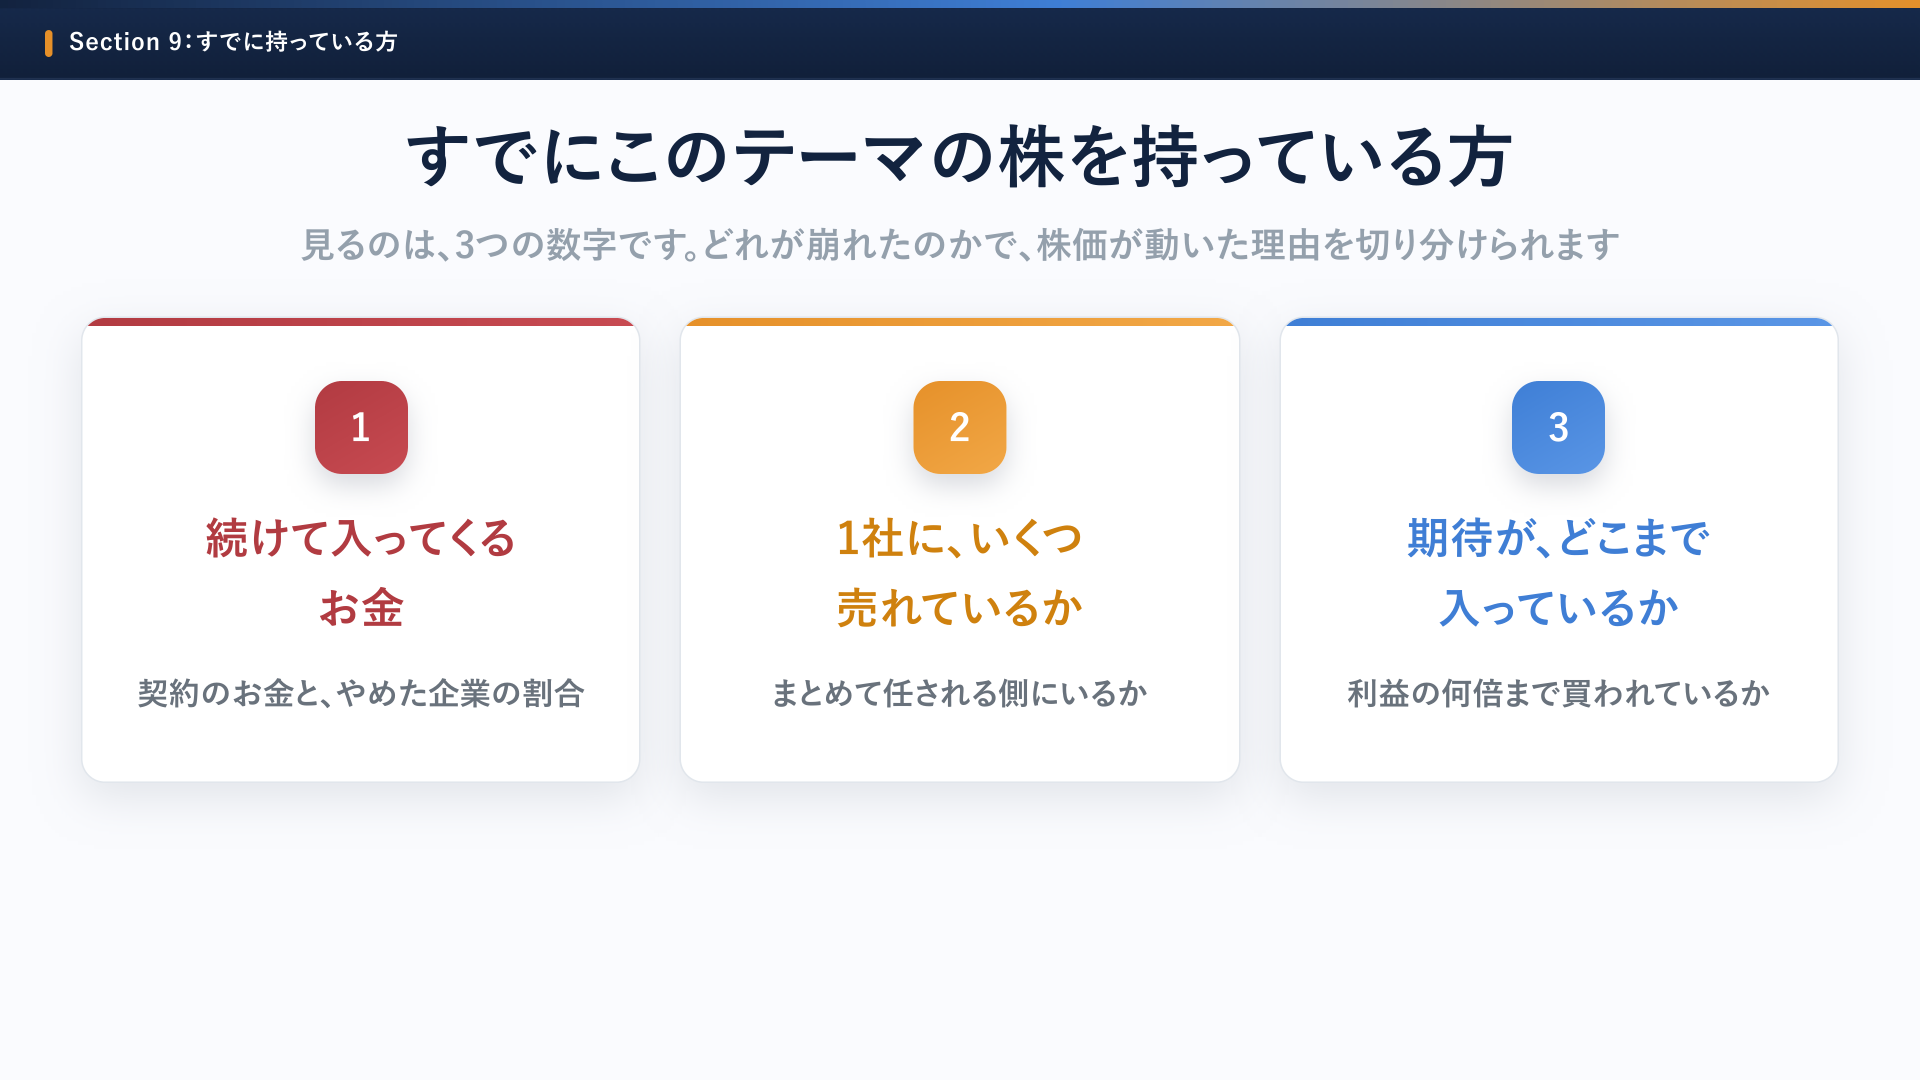 Section 9：すでに持っている方
すでにこのテーマの株を持っている方
見るのは、3つの数字です。どれが崩れたのかで、株価が動いた理由を切り分けられます
1
続けて入ってくる
お金
契約のお金と、やめた企業の割合
2
1社に、いくつ
売れているか
まとめて任される側にいるか
3
期待が、どこまで
入っているか
利益の何倍まで買われているか